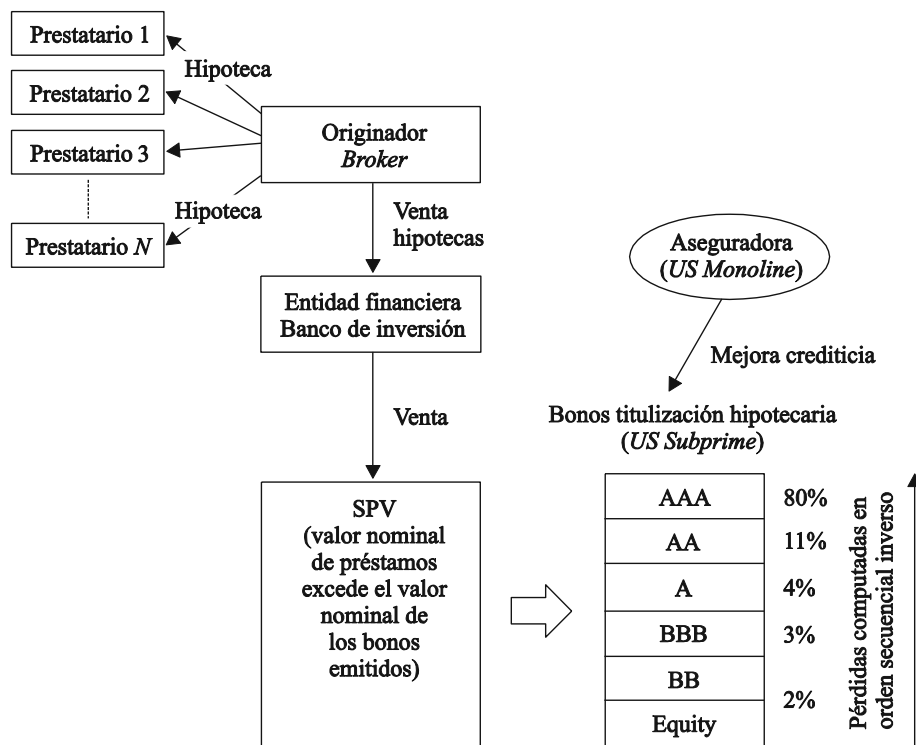 Prestatario 1
Hipoteca
Prestatario 2
Originador
Broker
Prestatario 3
Hipoteca
Prestatario N
Venta
hipotecas
Aseguradora
(US Monoline)
Entidad financiera
Banco de inversión
Mejora crediticia
Venta
Bonos titulización hipotecaria
(US Subprime)
SPV
(valor nominal
de préstamos
excede el valor
nominal de
los bonos
emitidos)
AAA 80%
AA 11%
A 4%
BBB 3%
BB
2%
Equity
Pérdidas computadas en
orden secuencial inverso